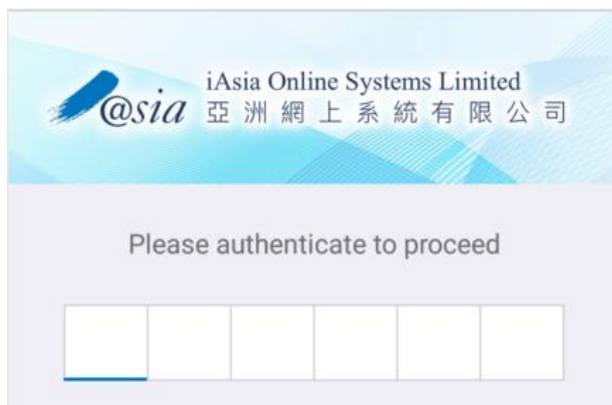 @sia
iAsia Online Systems Limited
亞洲網上系統有限公司
Please authenticate to proceed